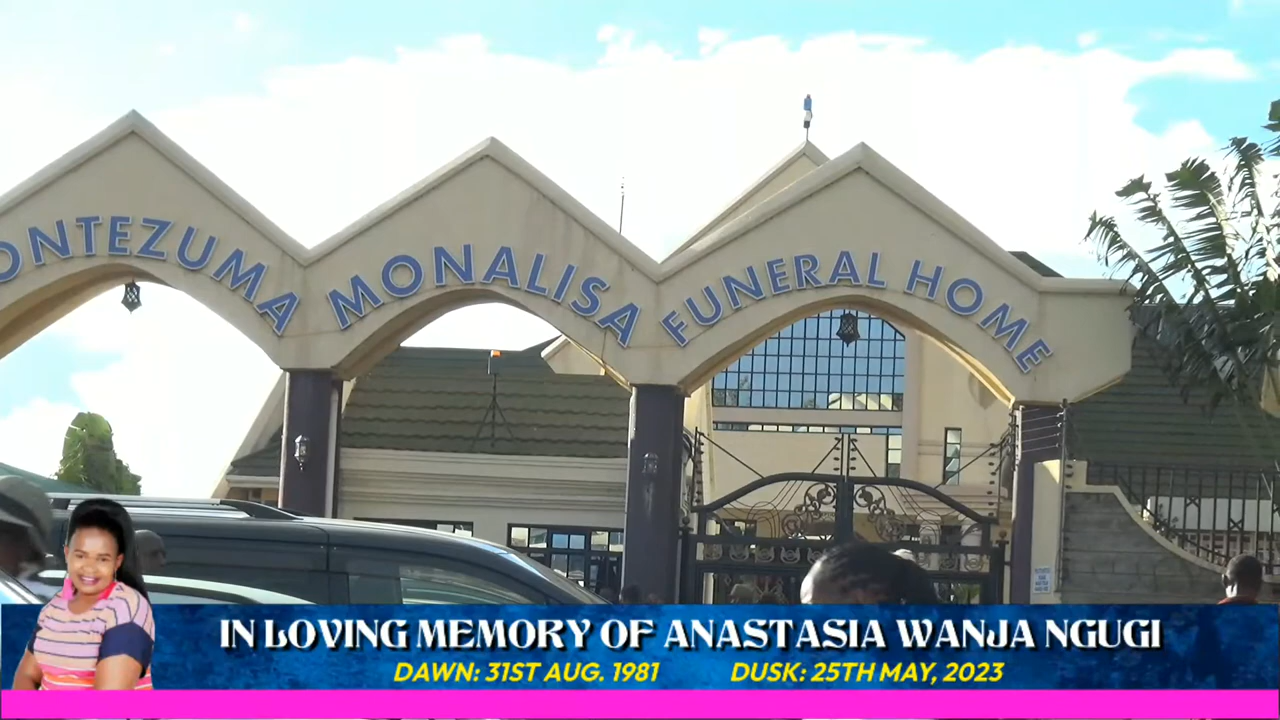 ONTEZUMA MONALISA FUNERAL HOME
IN LOVING MEMORY OF ANASTASIA WANJA NGUGI
DAWN: 31ST AUG. 1981 DUSK: 25TH MAY, 2023